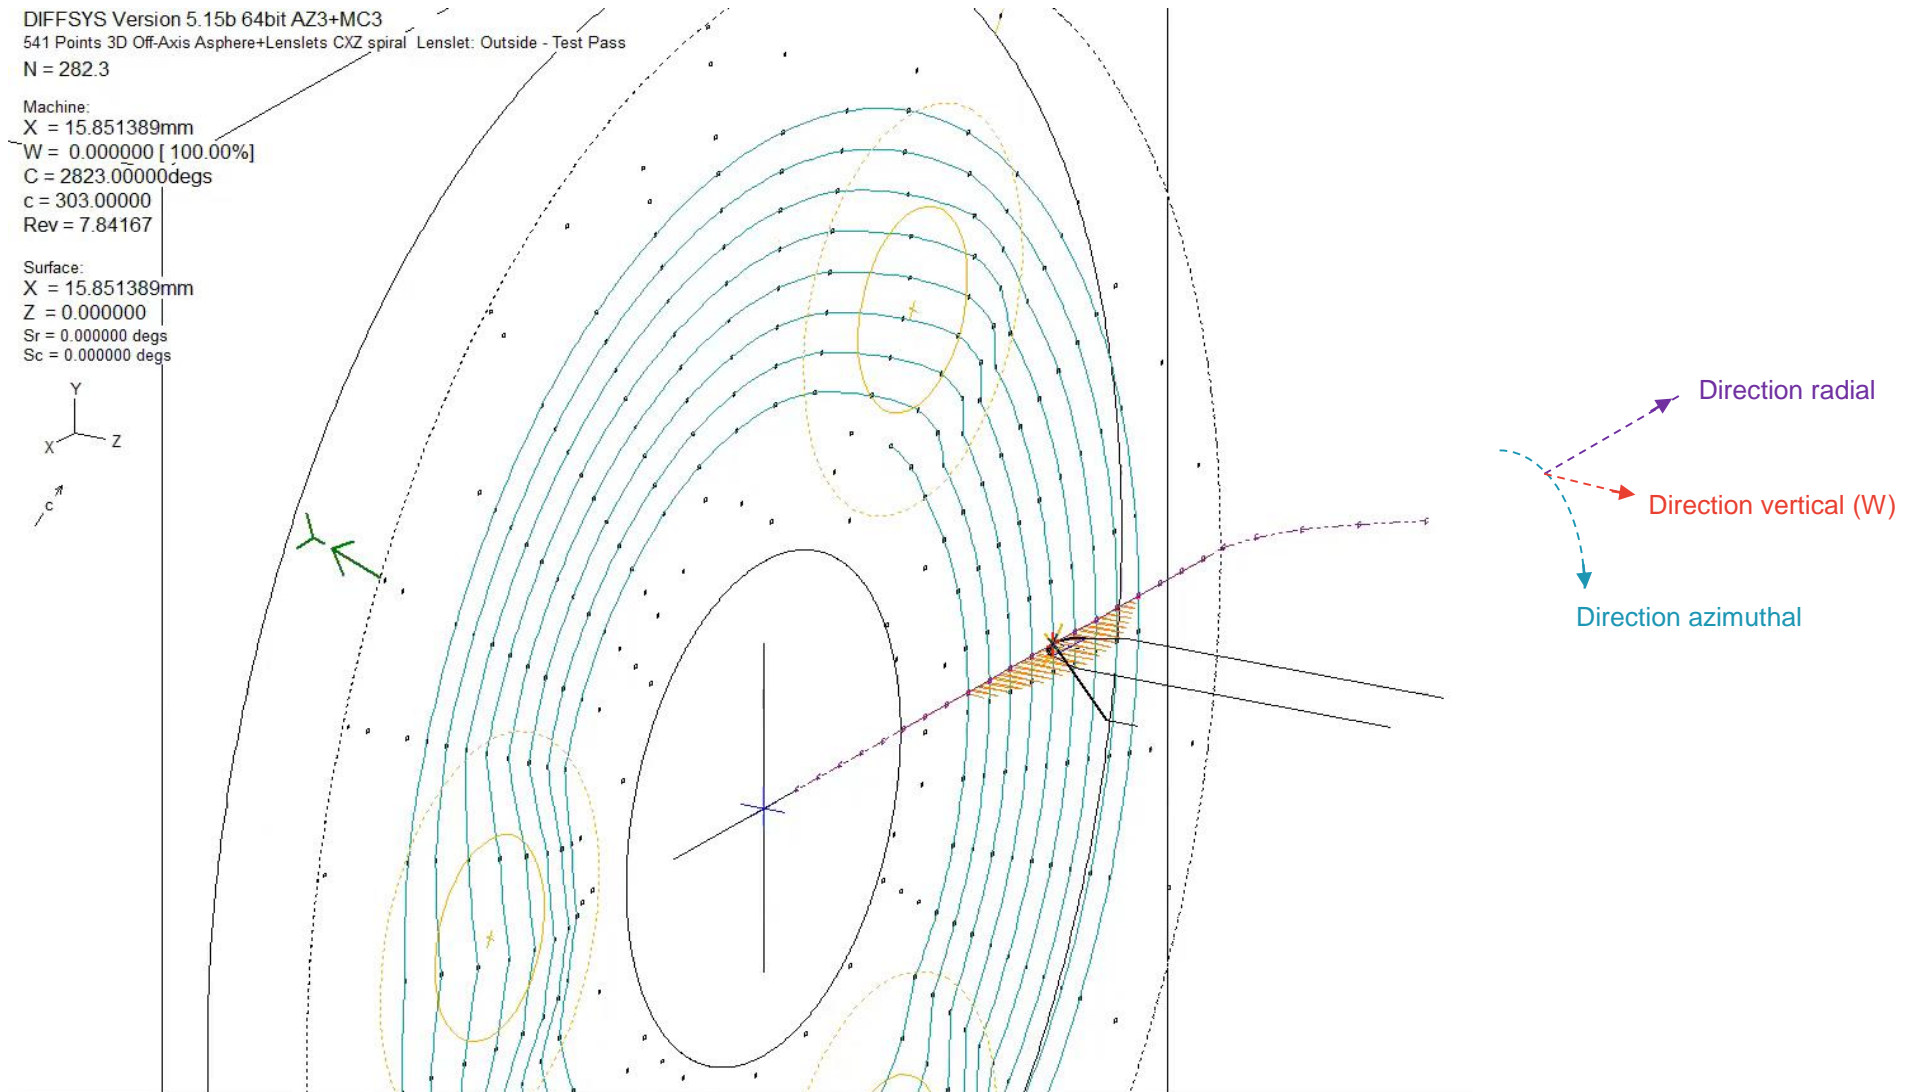 DIFFSYS Version 5.15b 64bit AZ3+MC3
541 Points 3D Off-Axis Asphere+Lenslets CXZ spiral  Lenslet: Outside - Test Pass
N = 282.3
Machine:
X = 15.851389mm
W = 0.000000 [ 100.00%]
C = 2823.00000degs
c = 303.00000
Rev = 7.84167
Surface:
X = 15.851389mm
Z = 0.000000
Sr = 0.000000 degs
Sc = 0.000000 degs
Y
X
Z
c
Direction radial
Direction vertical (W)
Direction azimuthal